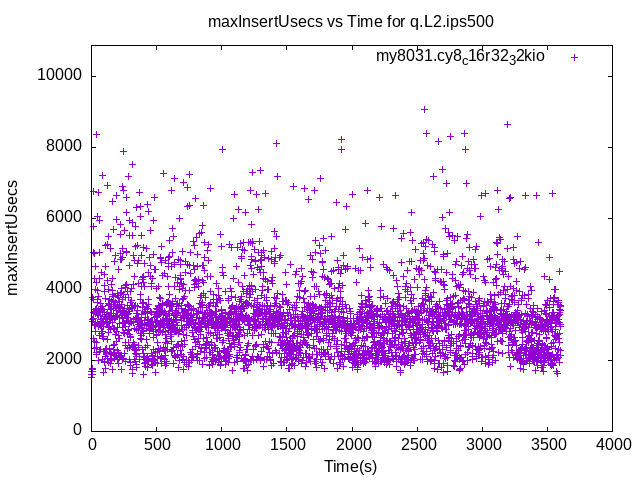 maxInsertUsecs vs Time for q.L2.ips500
my8031.cy8c16r3232kio
10000
8000
6000
4000
2000
0
maxInsertUsecs
0 500 1000 1500 2000 2500 3000 3500 4000
Time(s)